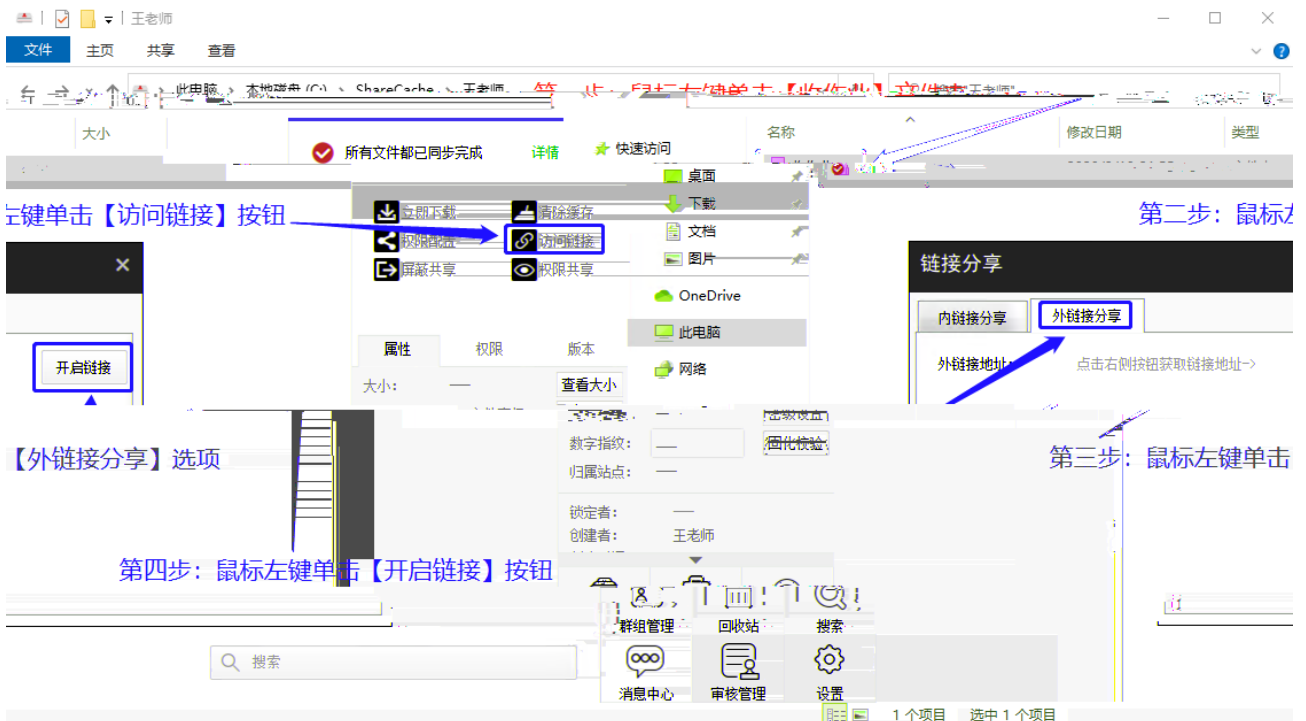 王老师
文件 主页 共享 查看
此电脑 本地磁盘 (C:) ShareCache 王老师
大小
所有文件都已同步完成 详情
快速访问
名称 修改日期 类型
桌面
左键单击【访问链接】按钮
立即下载 清除缓存
下载
第二步：鼠标左
权限配置 访问链接
文档
屏蔽共享 权限共享
图片
链接分享
OneDrive
内链接分享 外链接分享
属性 权限 版本
此电脑
开启链接
外链接地址: 点击右侧按钮获取链接地址->
网络
大小: —— 查看大小
数字指纹: —— 固化校验
【外链接分享】选项
归属站点: ——
第三步：鼠标左键单击
锁定者: ——
创建者: 王老师
第四步：鼠标左键单击【开启链接】按钮
群组管理 回收站 搜索
搜索
消息中心 审核管理 设置
1 个项目 选中 1 个项目